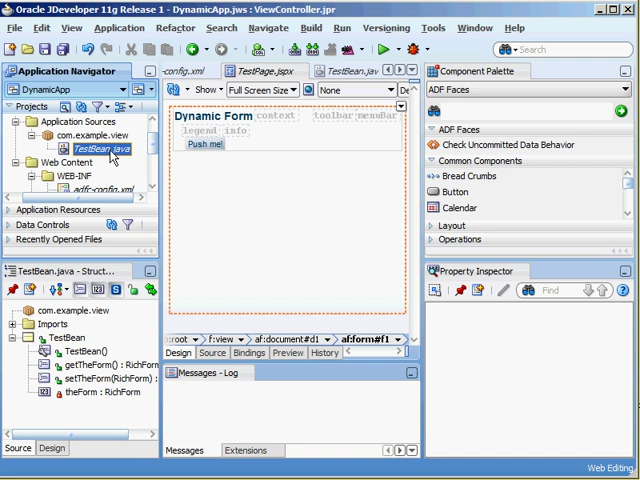 Oracle JDeveloper 11g Release 1 - DynamicApp.jws : ViewController.jpr
File Edit View Application Refactor Search Navigate Build Run Versioning Tools Window Help
Search
Application Navigator
DynamicApp
Projects
Application Sources
com.example.view
TestBean.java
Web Content
WEB-INF
adfc-config.xml
Application Resources
Data Controls
Recently Opened Files
TestBean.java - Struct...
com.example.view
Imports
TestBean
TestBean()
getTheForm() : RichForm
setTheForm(RichForm) :
theForm : RichForm
Source Design
-config.xml TestPage.jspx TestBean.jav
Show Full Screen Size None De
Dynamic Form context toolbar menuBar
legend info
Push me!
:root f:view af:document#d1 af:form#f1
Design Source Bindings Preview History
Messages - Log
Messages Extensions
Component Palette
ADF Faces
ADF Faces
Check Uncommitted Data Behavior
Common Components
Bread Crumbs
Button
Calendar
Layout
Operations
Property Inspector
Find
Web Editing